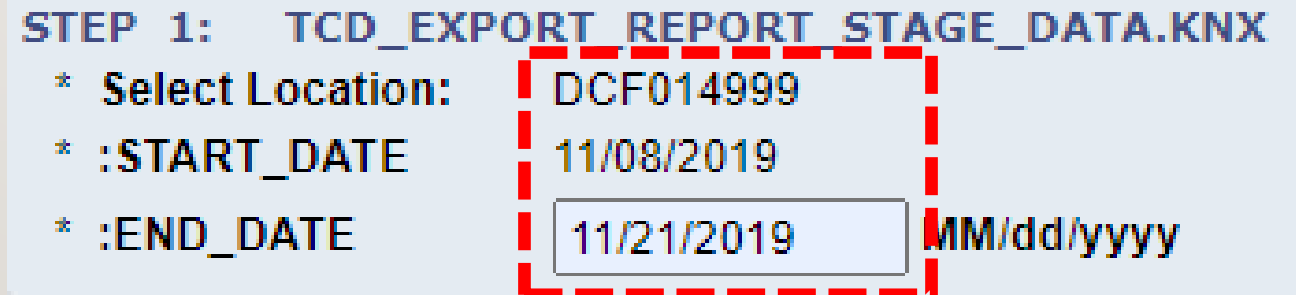 STEP 1: TCD_EXPORT_REPORT_STAGE_DATA.KNX
* Select Location: DCF014999
* :START_DATE 11/08/2019
* :END_DATE 11/21/2019 MM/dd/yyyy